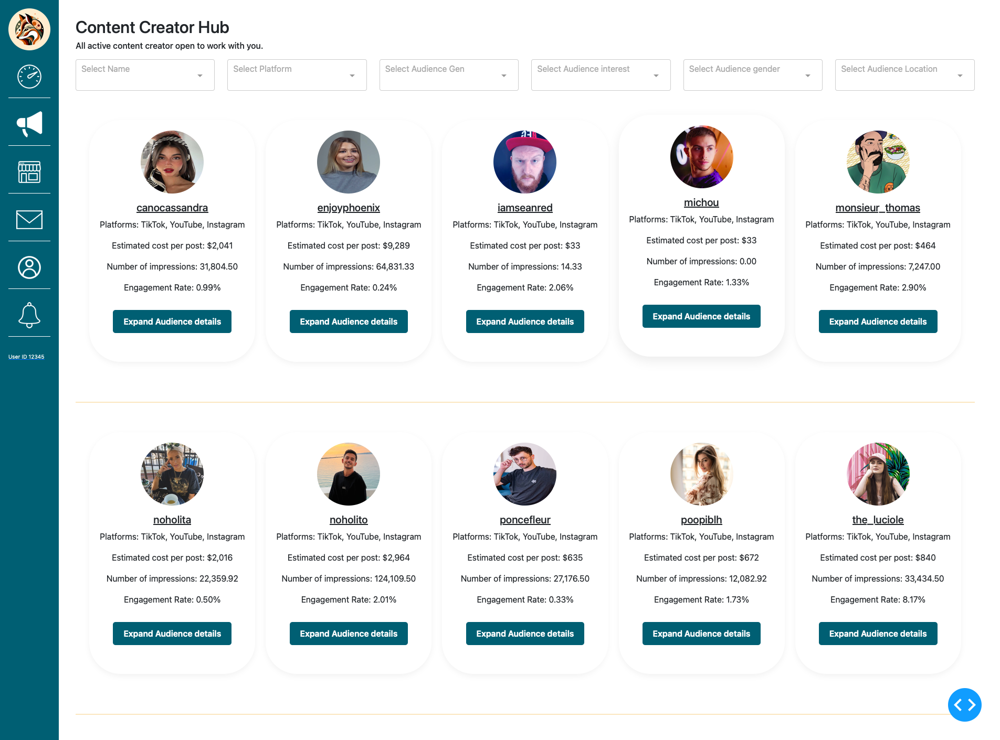 Content Creator Hub
All active content creator open to work with you.
Select Name
Select Platform
Select Audience Gen
Select Audience interest
Select Audience gender
Select Audience Location
canocassandra
Platforms: TikTok, YouTube, Instagram
Estimated cost per post: $2,041
Number of impressions: 31,804.50
Engagement Rate: 0.99%
Expand Audience details
enjoyphoenix
Platforms: TikTok, YouTube, Instagram
Estimated cost per post: $9,289
Number of impressions: 64,831.33
Engagement Rate: 0.24%
Expand Audience details
iamseanred
Platforms: TikTok, YouTube, Instagram
Estimated cost per post: $33
Number of impressions: 14.33
Engagement Rate: 2.06%
Expand Audience details
michou
Platforms: TikTok, YouTube, Instagram
Estimated cost per post: $33
Number of impressions: 0.00
Engagement Rate: 1.33%
Expand Audience details
monsieur_thomas
Platforms: TikTok, YouTube, Instagram
Estimated cost per post: $464
Number of impressions: 7,247.00
Engagement Rate: 2.90%
Expand Audience details
User ID 12345
noholita
Platforms: TikTok, YouTube, Instagram
Estimated cost per post: $2,016
Number of impressions: 22,359.92
Engagement Rate: 0.50%
Expand Audience details
noholito
Platforms: TikTok, YouTube, Instagram
Estimated cost per post: $2,964
Number of impressions: 124,109.50
Engagement Rate: 2.01%
Expand Audience details
poncefleur
Platforms: TikTok, YouTube, Instagram
Estimated cost per post: $635
Number of impressions: 27,176.50
Engagement Rate: 0.33%
Expand Audience details
poopiblh
Platforms: TikTok, YouTube, Instagram
Estimated cost per post: $672
Number of impressions: 12,082.92
Engagement Rate: 1.73%
Expand Audience details
the_luciole
Platforms: TikTok, YouTube, Instagram
Estimated cost per post: $840
Number of impressions: 33,434.50
Engagement Rate: 8.17%
Expand Audience details